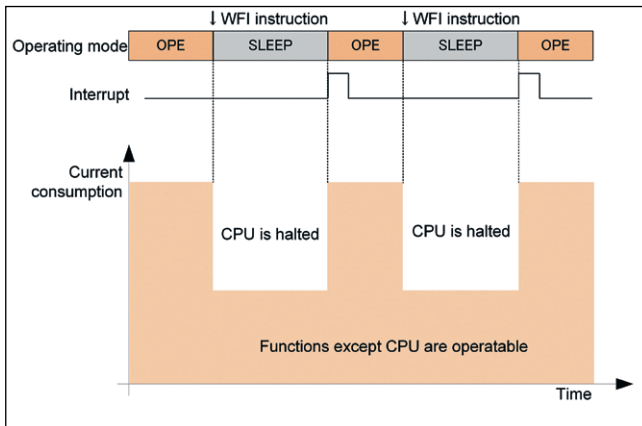 ↓ WFI instruction ↓ WFI instruction
Operating mode OPE SLEEP OPE SLEEP OPE
Interrupt
Current
consumption
CPU is halted CPU is halted
Functions except CPU are operatable
Time